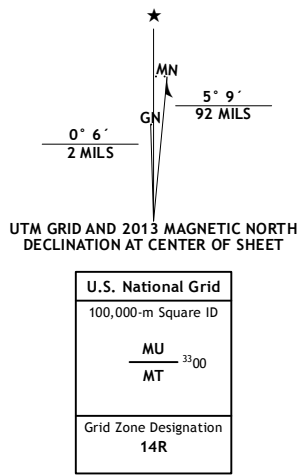 ★
MN
GN
5° 9´
92 MILS
0° 6´
2 MILS
UTM GRID AND 2013 MAGNETIC NORTH
DECLINATION AT CENTER OF SHEET
U.S. National Grid
100,000-m Square ID
MU
3300
MT
Grid Zone Designation
14R